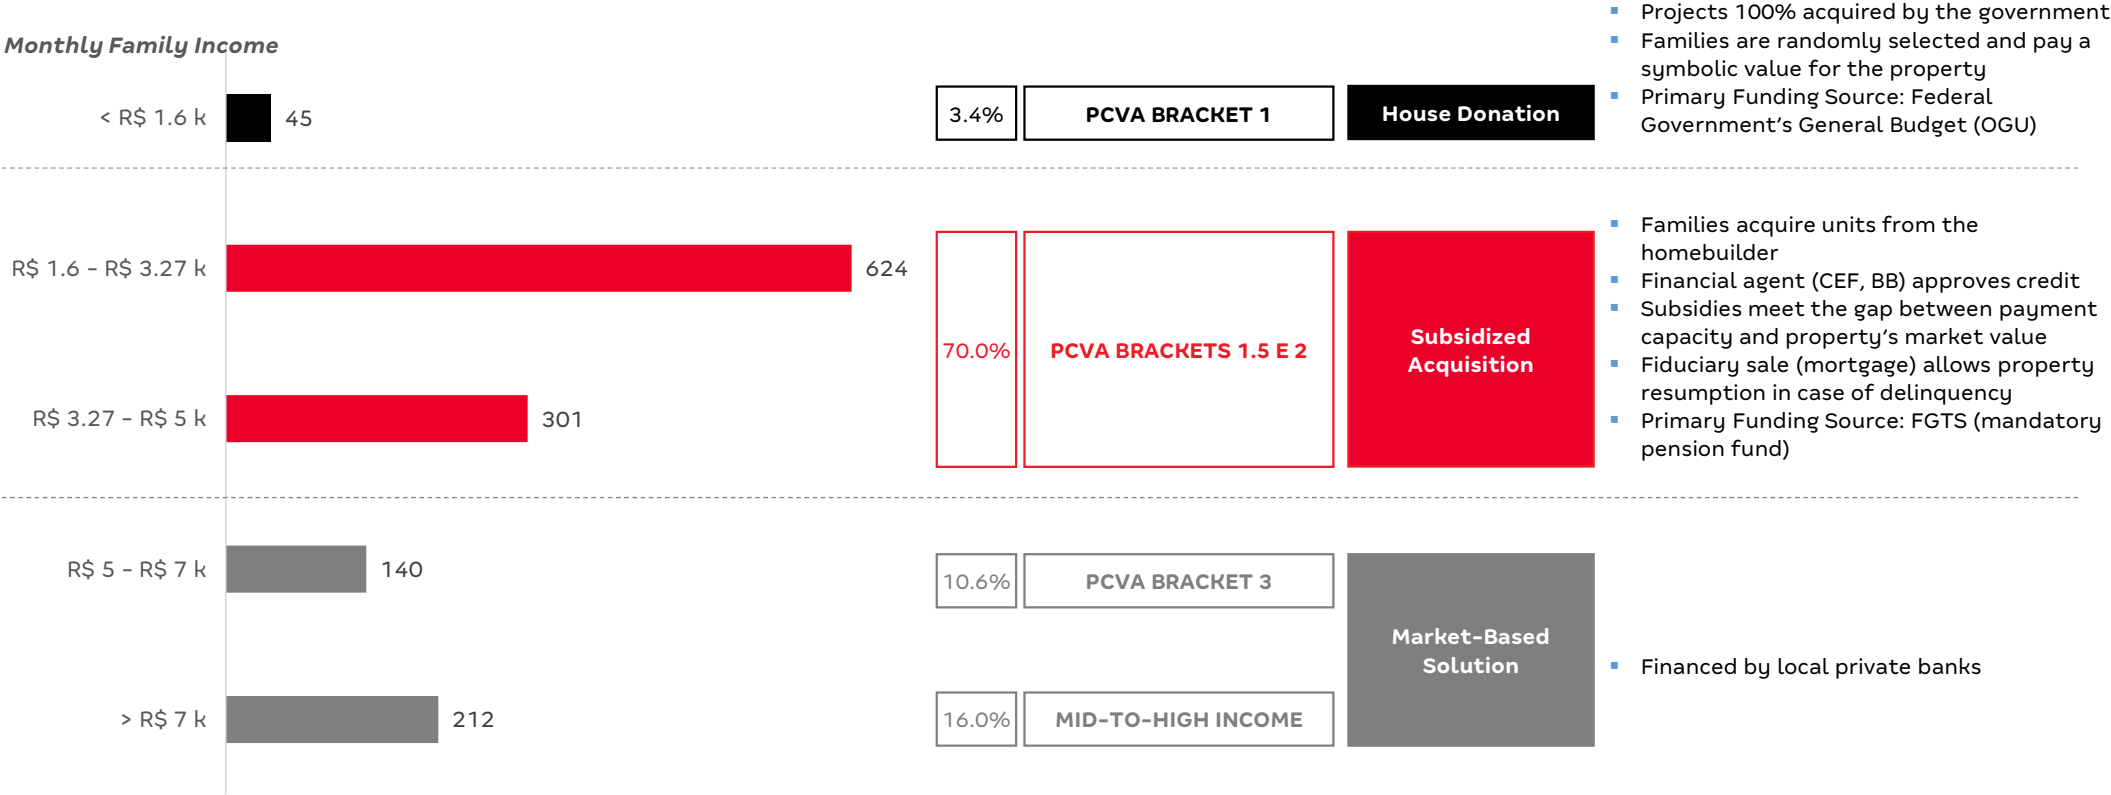 Monthly Family Income
< R$ 1.6 k
45
3.4%
PCVA BRACKET 1
House Donation
▪ Projects 100% acquired by the government
▪ Families are randomly selected and pay a
symbolic value for the property
▪ Primary Funding Source: Federal
Government’s General Budget (OGU)
R$ 1.6 - R$ 3.27 k
624
R$ 3.27 - R$ 5 k
301
70.0%
PCVA BRACKETS 1.5 E 2
Subsidized
Acquisition
▪ Families acquire units from the
homebuilder
▪ Financial agent (CEF, BB) approves credit
▪ Subsidies meet the gap between payment
capacity and property’s market value
▪ Fiduciary sale (mortgage) allows property
resumption in case of delinquency
▪ Primary Funding Source: FGTS (mandatory
pension fund)
R$ 5 - R$ 7 k
140
10.6%
PCVA BRACKET 3
> R$ 7 k
212
16.0%
MID-TO-HIGH INCOME
Market-Based
Solution
▪ Financed by local private banks